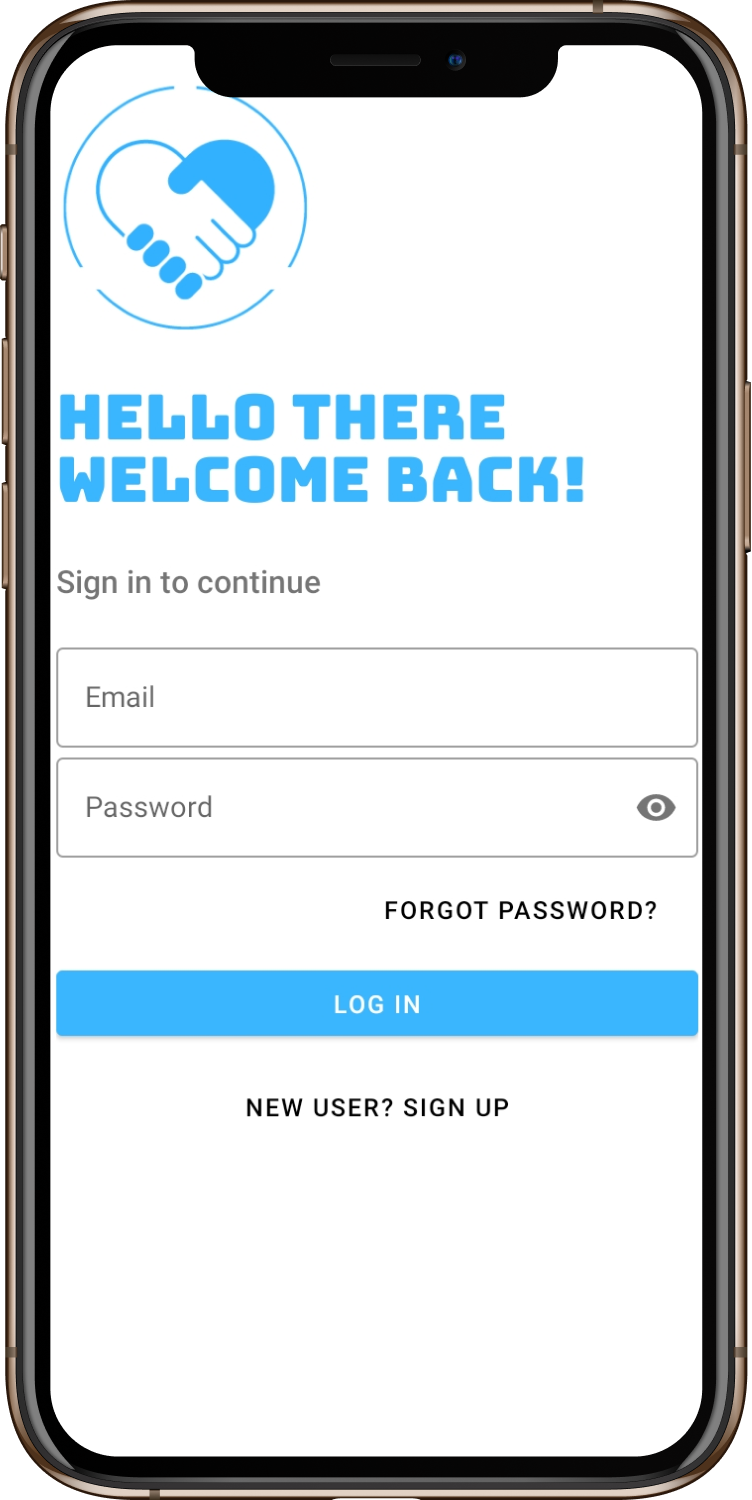 HELLO THERE
WELCOME BACK!
Sign in to continue
Email
Password
FORGOT PASSWORD?
LOG IN
NEW USER? SIGN UP